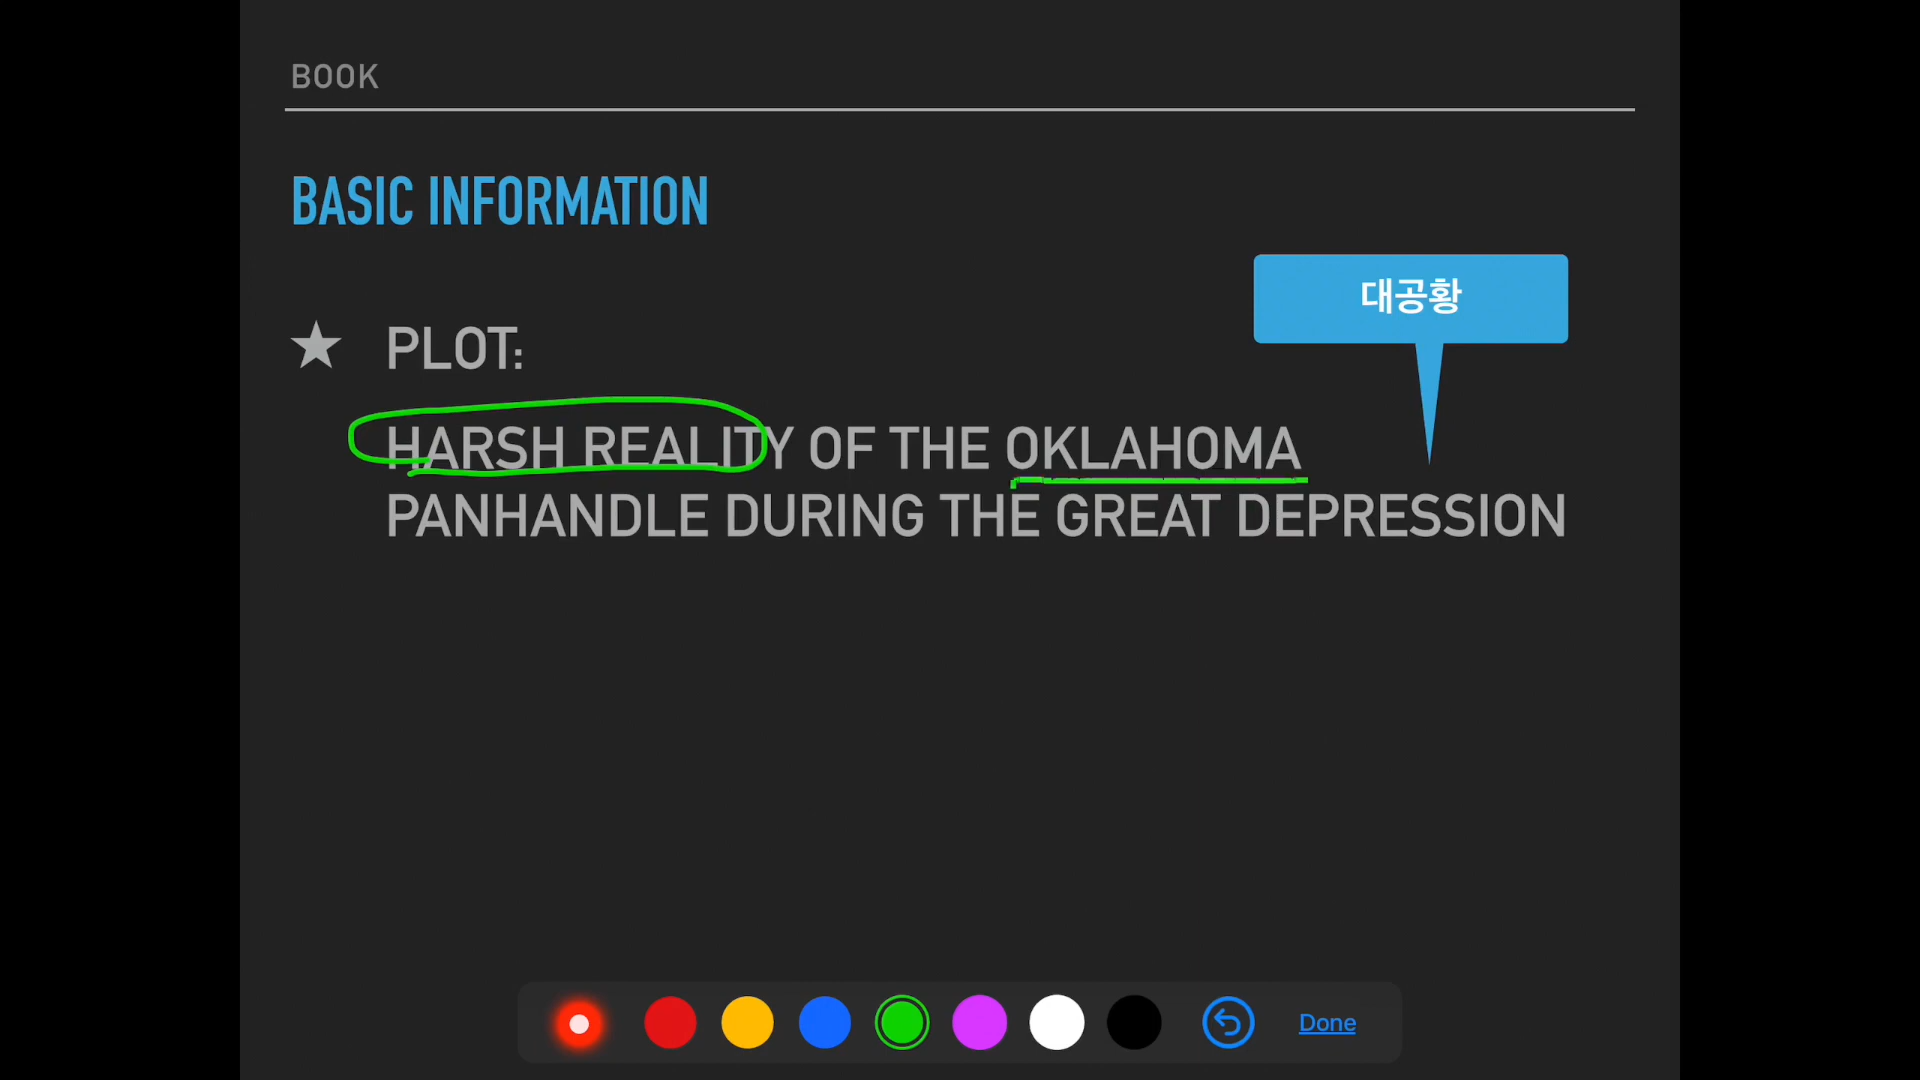 BOOK
BASIC INFORMATION
대공황
★ PLOT:
HARSH REALITY OF THE OKLAHOMA
PANHANDLE DURING THE GREAT DEPRESSION
Done